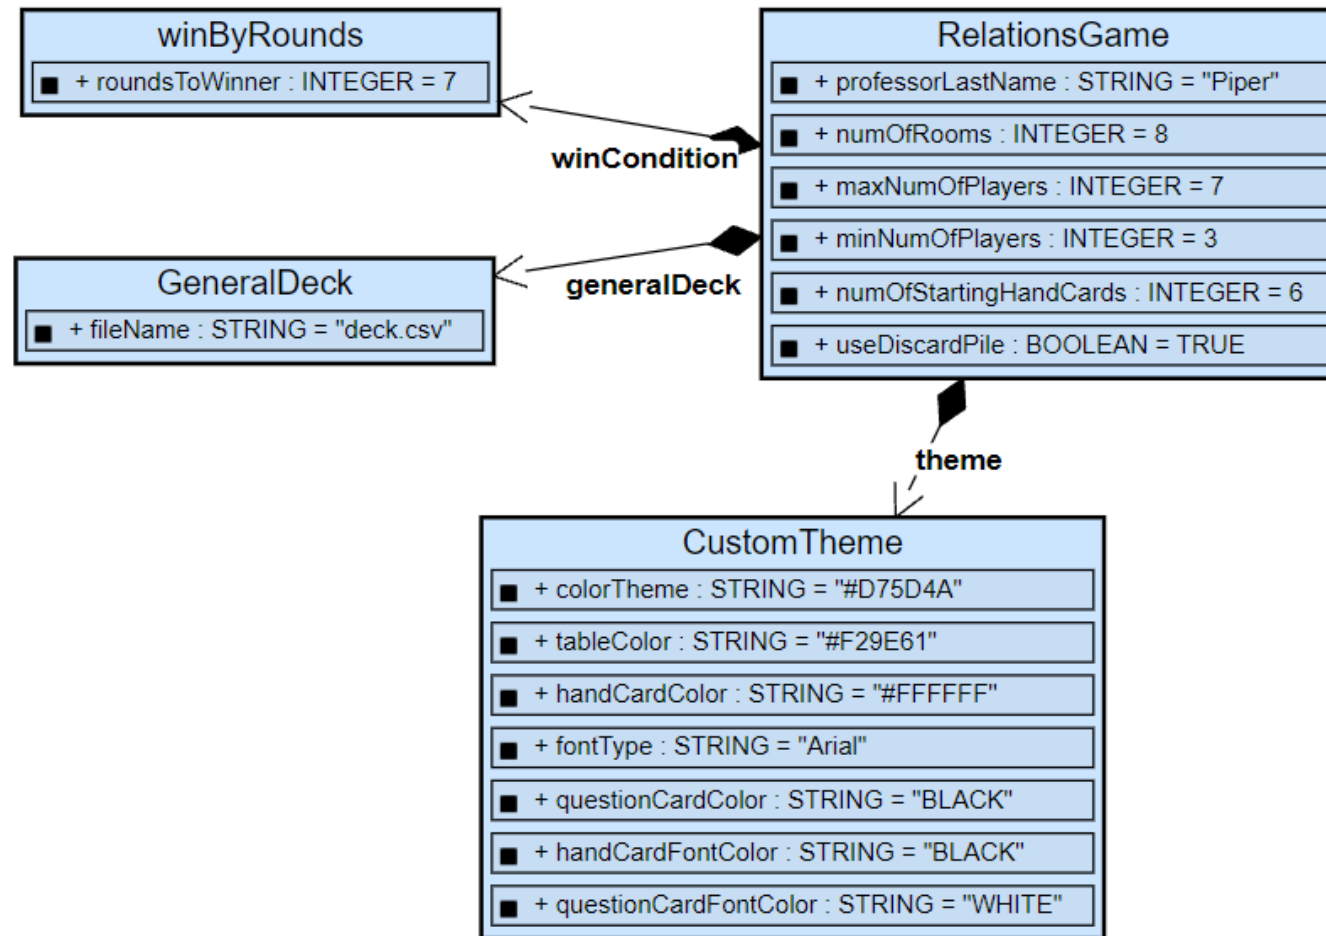 winByRounds
+ roundsToWinner : INTEGER = 7
RelationsGame
+ professorLastName : STRING = "Piper"
+ numOfRooms : INTEGER = 8
+ maxNumOfPlayers : INTEGER = 7
+ minNumOfPlayers : INTEGER = 3
+ numOfStartingHandCards : INTEGER = 6
+ useDiscardPile : BOOLEAN = TRUE
winCondition
generalDeck
GeneralDeck
+ fileName : STRING = "deck.csv"
theme
CustomTheme
+ colorTheme : STRING = "#D75D4A"
+ tableColor : STRING = "#F29E61"
+ handCardColor : STRING = "#FFFFFF"
+ fontType : STRING = "Arial"
+ questionCardColor : STRING = "BLACK"
+ handCardFontColor : STRING = "BLACK"
+ questionCardFontColor : STRING = "WHITE"